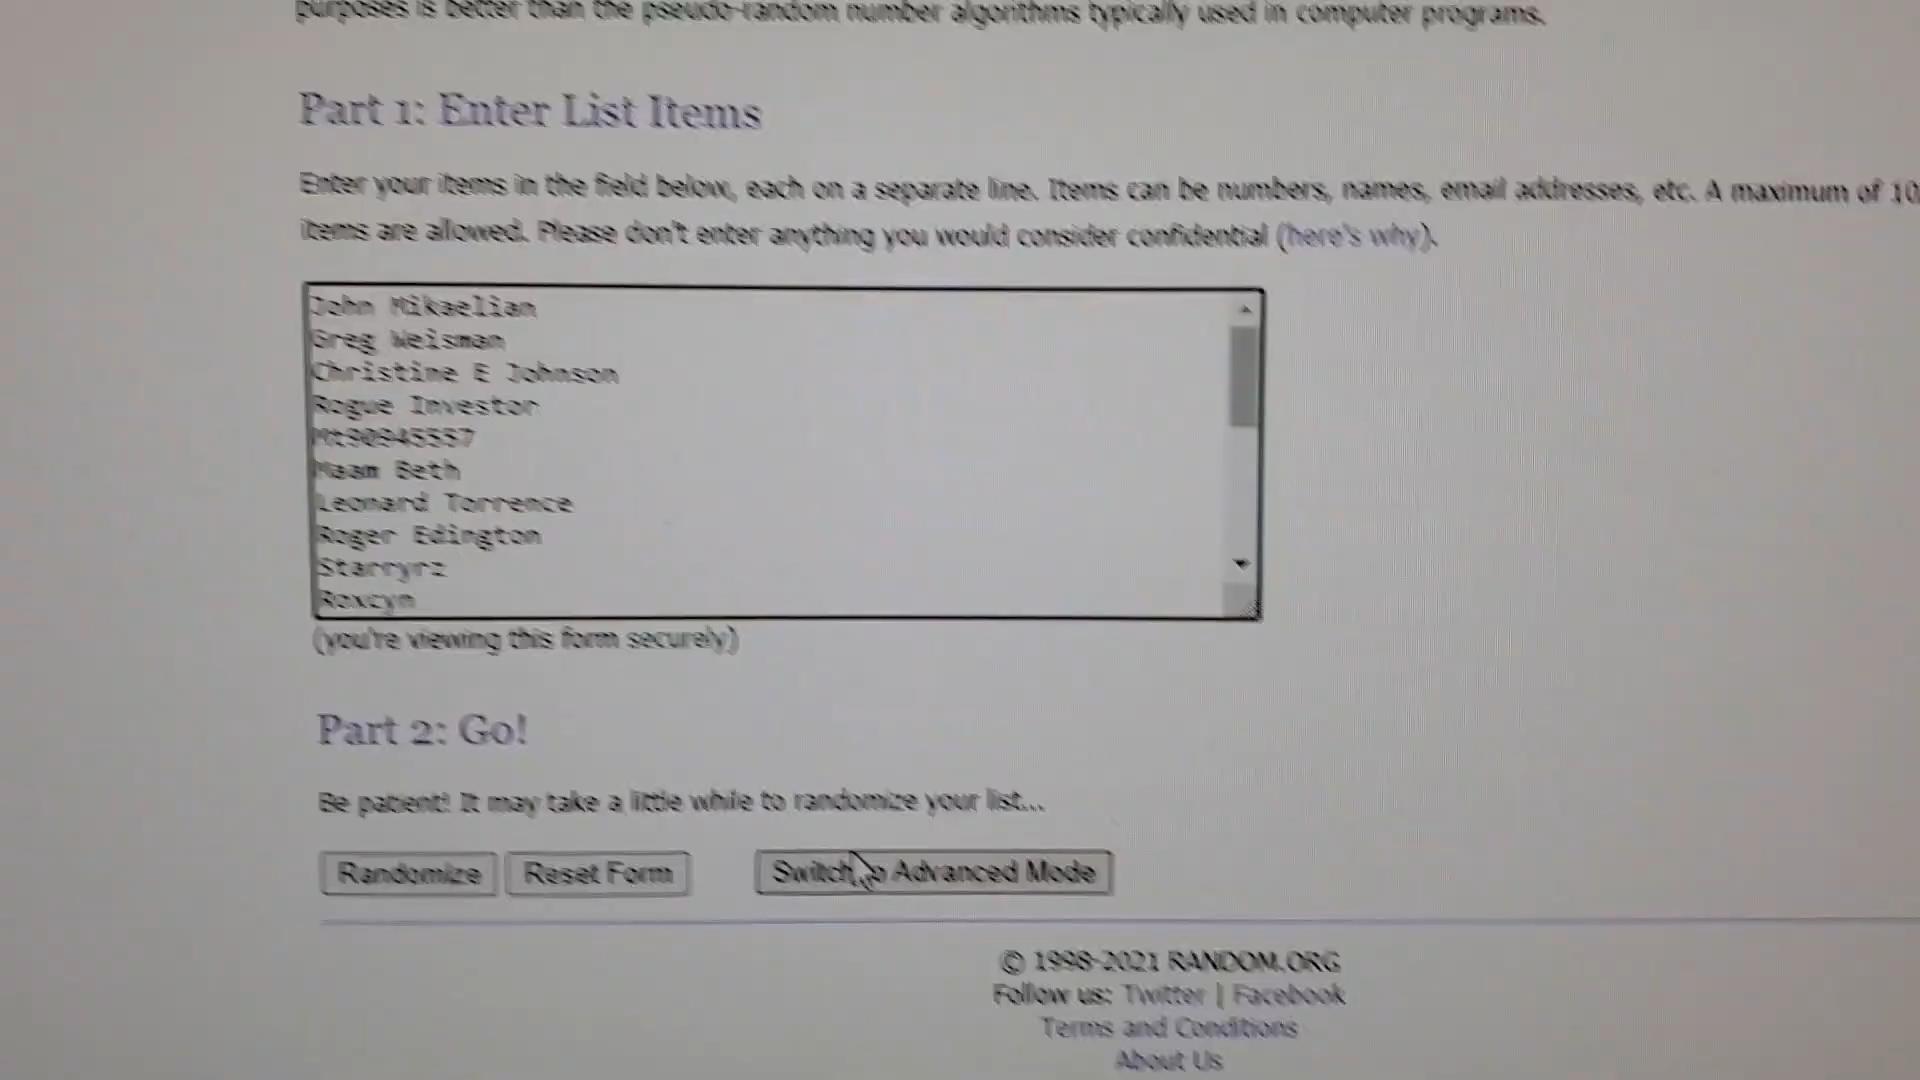 purposes is better than the pseudo-random number algorithms typically used in computer programs.
Part 1: Enter List Items
Enter your items in the field below, each on a separate line. Items can be numbers, names, email addresses, etc. A maximum of 10
items are allowed. Please don't enter anything you would consider confidential (here's why).
John Mikaelian
Greg Weisman
Christine E Johnson
Rogue Investor
Maam Beth
Leonard Torrence
Roger Edington
Starryrz
Roxcyn
(you're viewing this form securely)
Part 2: Go!
Be patient! It may take a little while to randomize your list...
Randomize Reset Form Switch to Advanced Mode
© 1998-2021 RANDOM.ORG
Follow us: Twitter | Facebook
Terms and Conditions
About Us